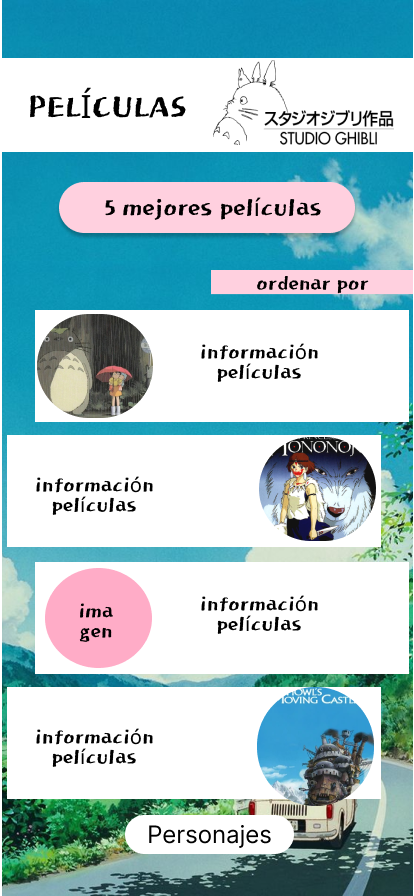 PELÍCULAS
スタジオジブリ作品
STUDIO GHIBLI
5 mejores películas
ordenar por
información
películas
información
películas
MONONOKE
ima
gen
información
películas
información
películas
HOWL'S
MOVING CASTLE
Personajes